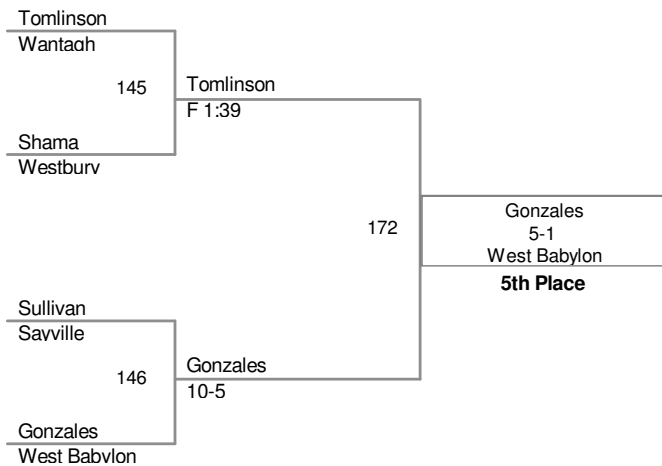 Tomlinson
Wantagh
145
Tomlinson
F 1:39
Shama
Westbury
172
Gonzales
5-1
West Babylon
5th Place
Sullivan
Sayville
146
Gonzales
10-5
Gonzales
West Babylon